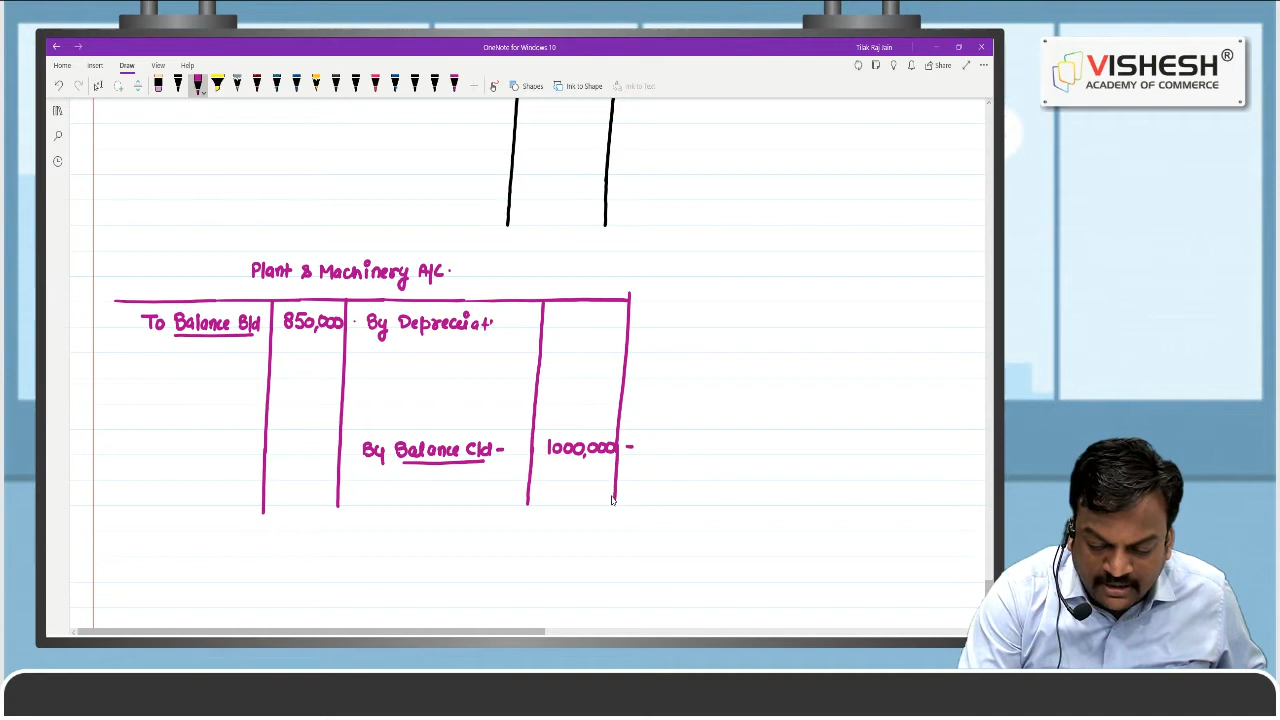 OneNote for Windows 10
Tilak Raj Jain
Home Insert Draw View Help
Share
Shapes
Ink to Shape
Ink to Text
VISHESH®
ACADEMY OF COMMERCE
Plant & Machinery A/C.
To Balance B/d 850,000 . By Depreciat
By Balance C/d - 1000,000 -